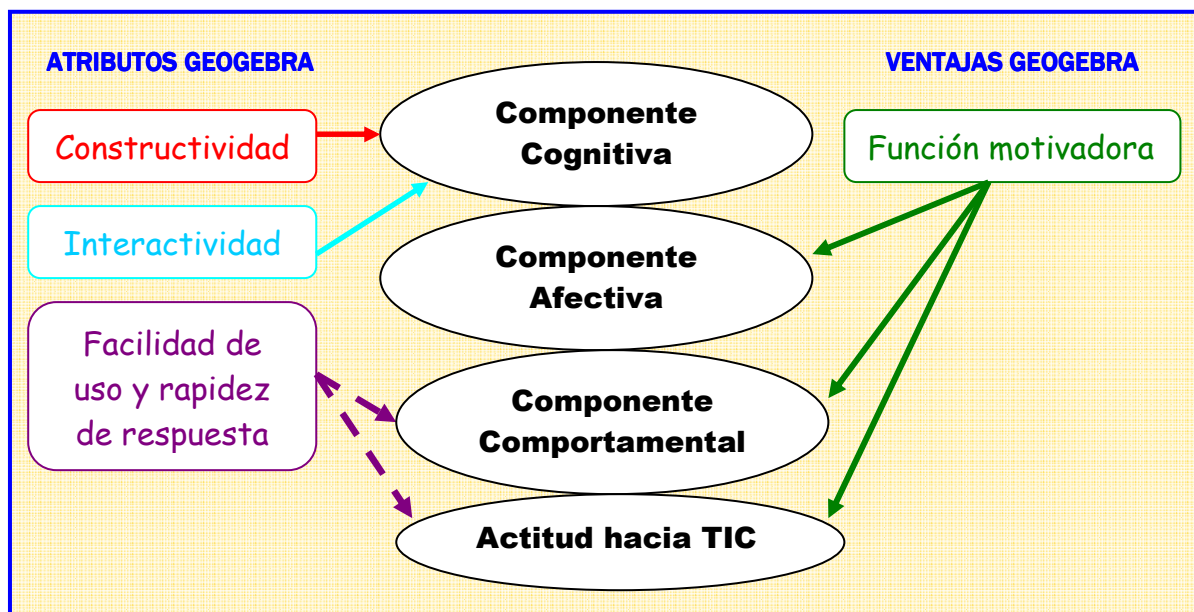 ATRIBUTOS GEOGEBRA
Constructividad
Interactividad
Facilidad de
uso y rapidez
de respuesta
Componente
Cognitiva
Componente
Afectiva
Componente
Comportamental
Actitud hacia TIC
VENTAJAS GEOGEBRA
Función motivadora